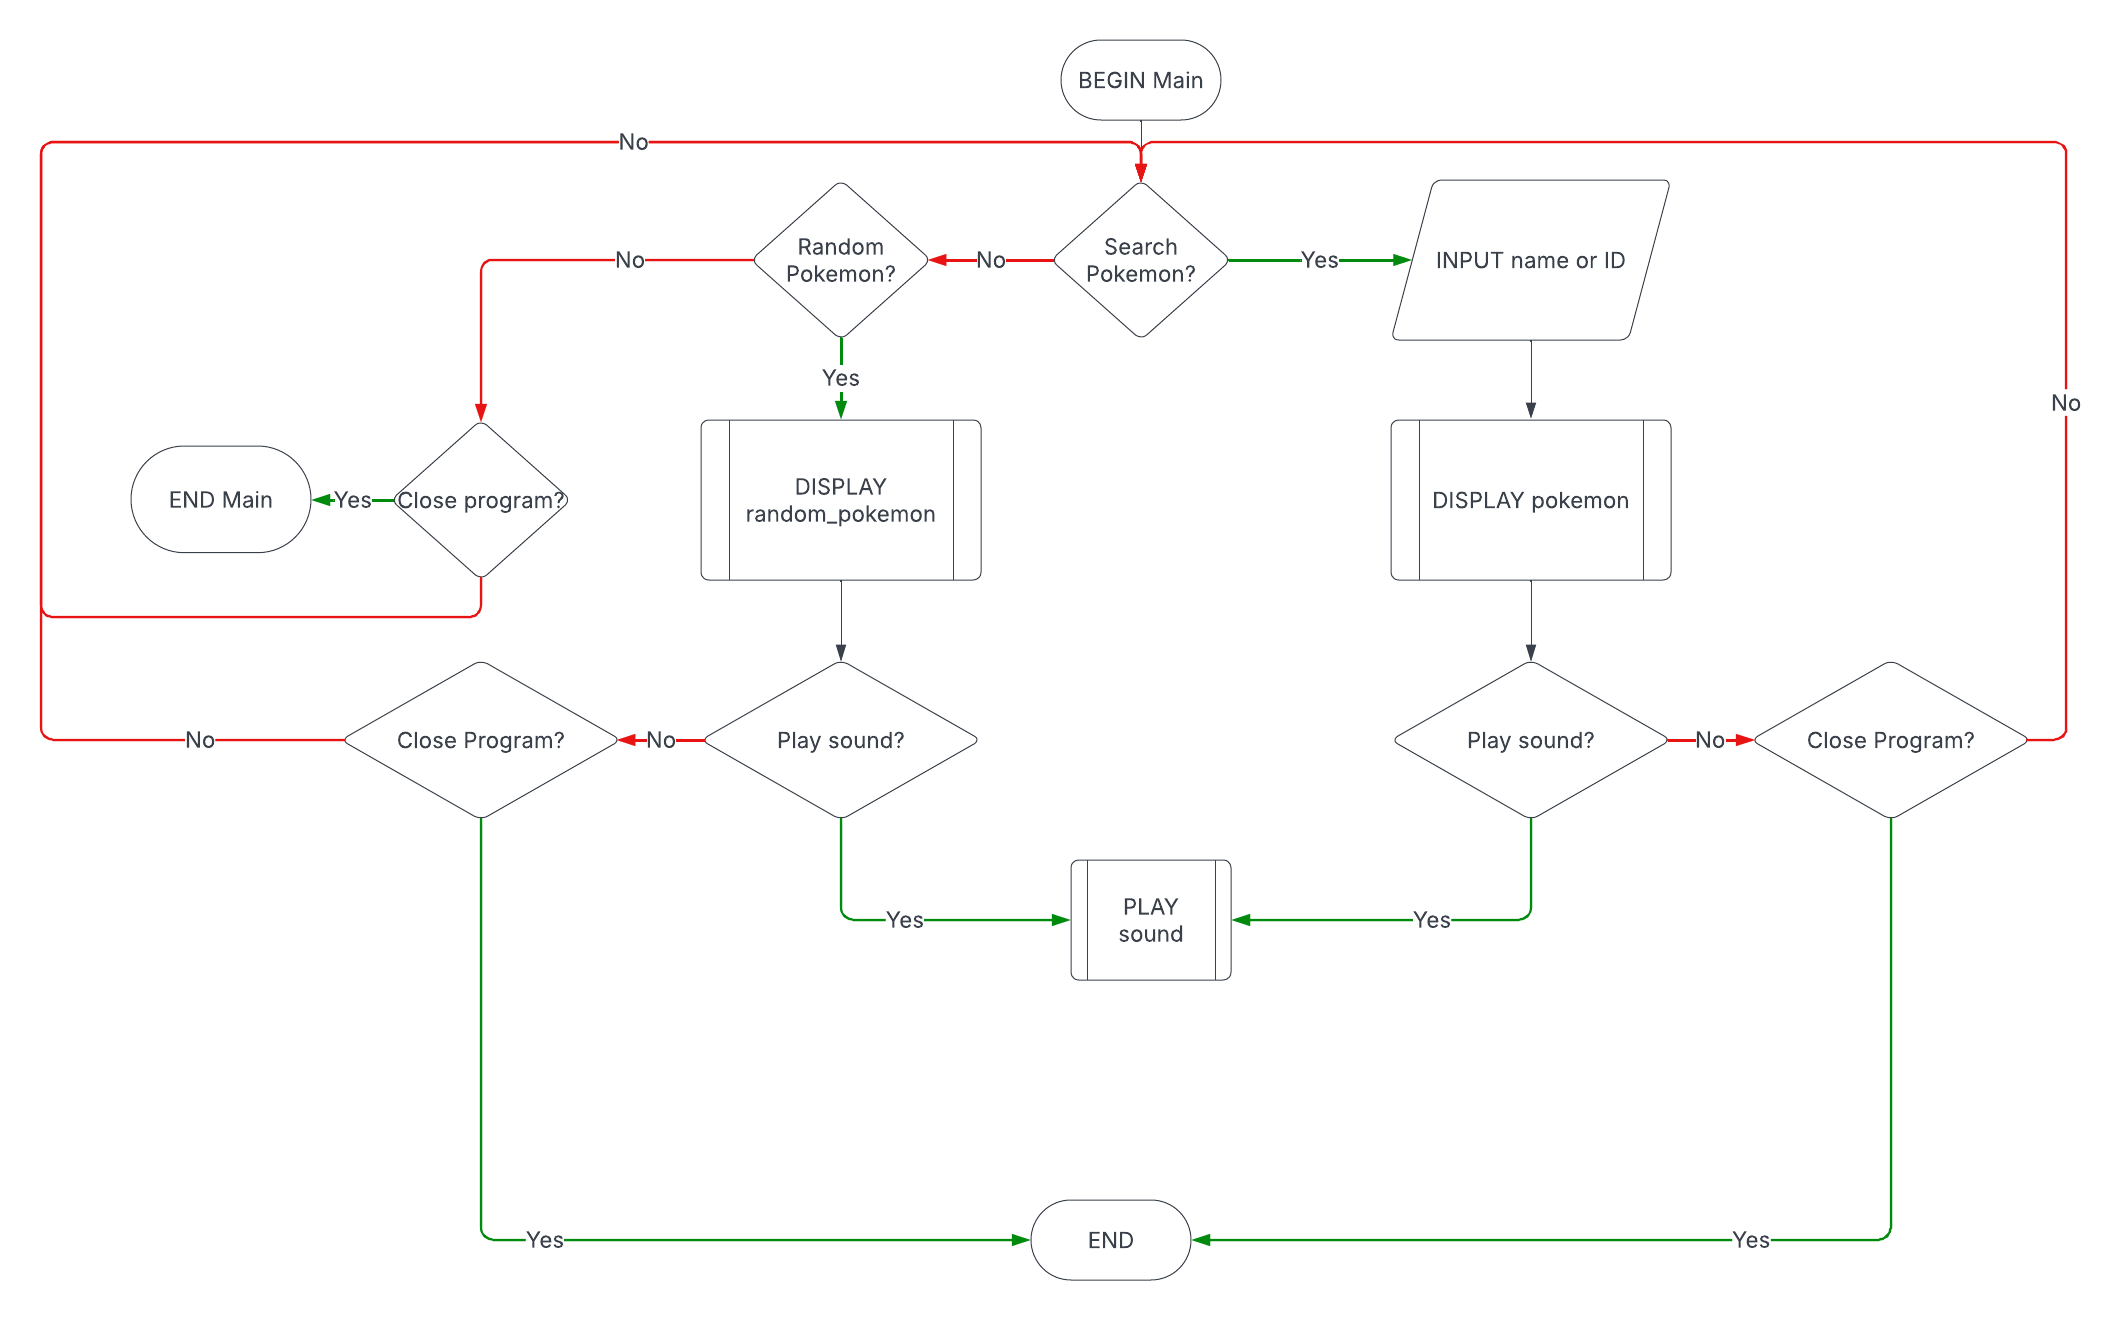 BEGIN Main
No
Random
Pokemon?
Search
Pokemon?
INPUT name or ID
No
No
Yes
Yes
No
END Main
Yes
Close program?
DISPLAY
random_pokemon
DISPLAY pokemon
No
Close Program?
No
Play sound?
Play sound?
No
Close Program?
Yes
PLAY
sound
Yes
Yes
END
Yes